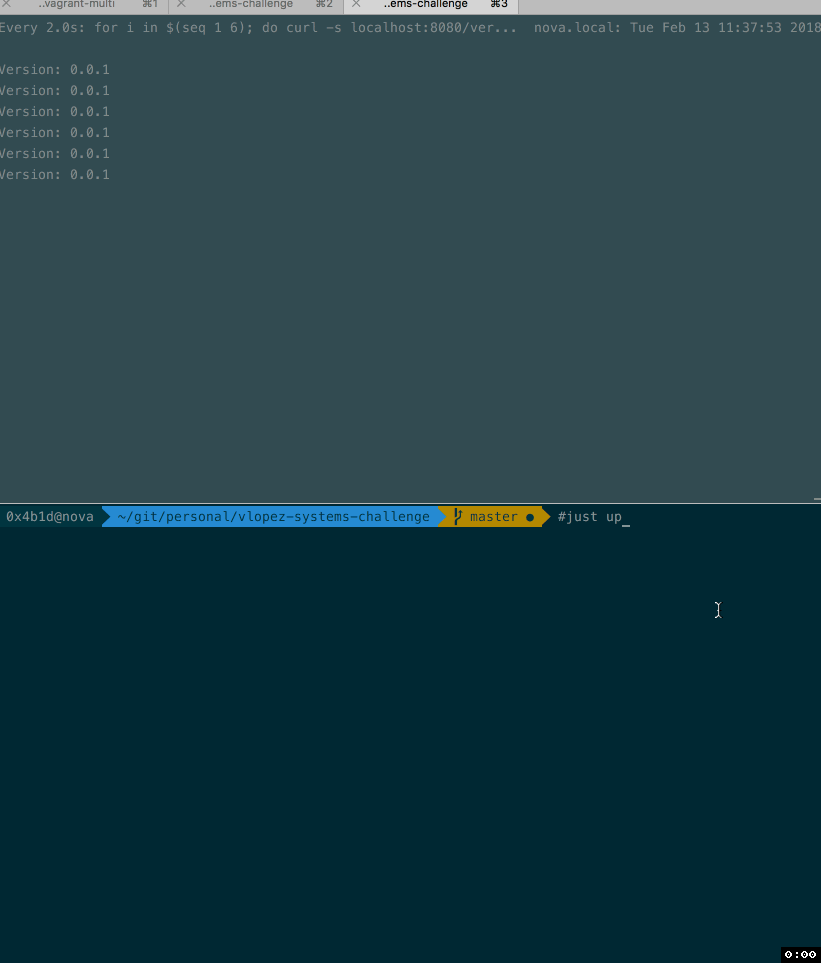 ..vagrant-multi ⌘1 ..ems-challenge ⌘2 ..ems-challenge ⌘3
Every 2.0s: for i in $(seq 1 6); do curl -s localhost:8080/ver... nova.local: Tue Feb 13 11:37:53 2018
Version: 0.0.1
Version: 0.0.1
Version: 0.0.1
Version: 0.0.1
Version: 0.0.1
Version: 0.0.1
0x4b1d@nova ~/git/personal/vlopez-systems-challenge master ● #just up_
0:00